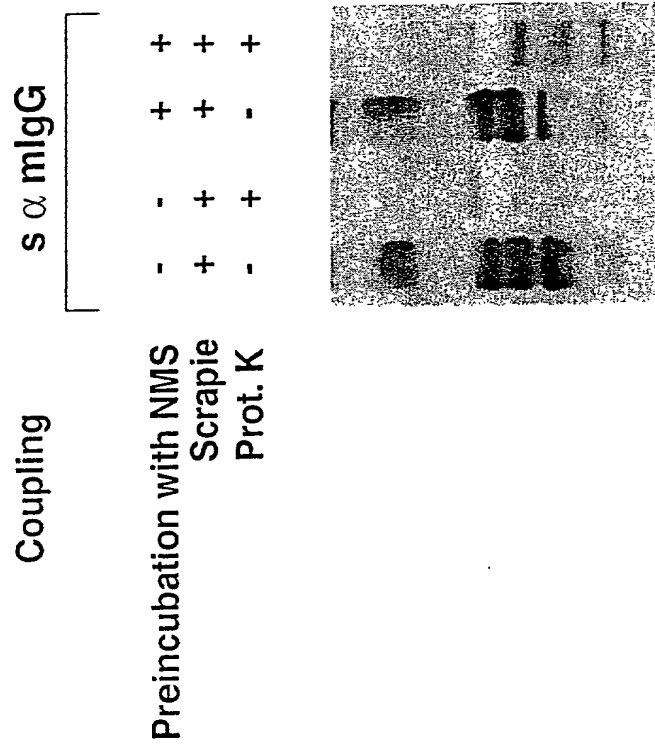 Coupling s α mIgG
Preincubation with NMS - - + +
Scrapie + + + +
Prot. K - + - +